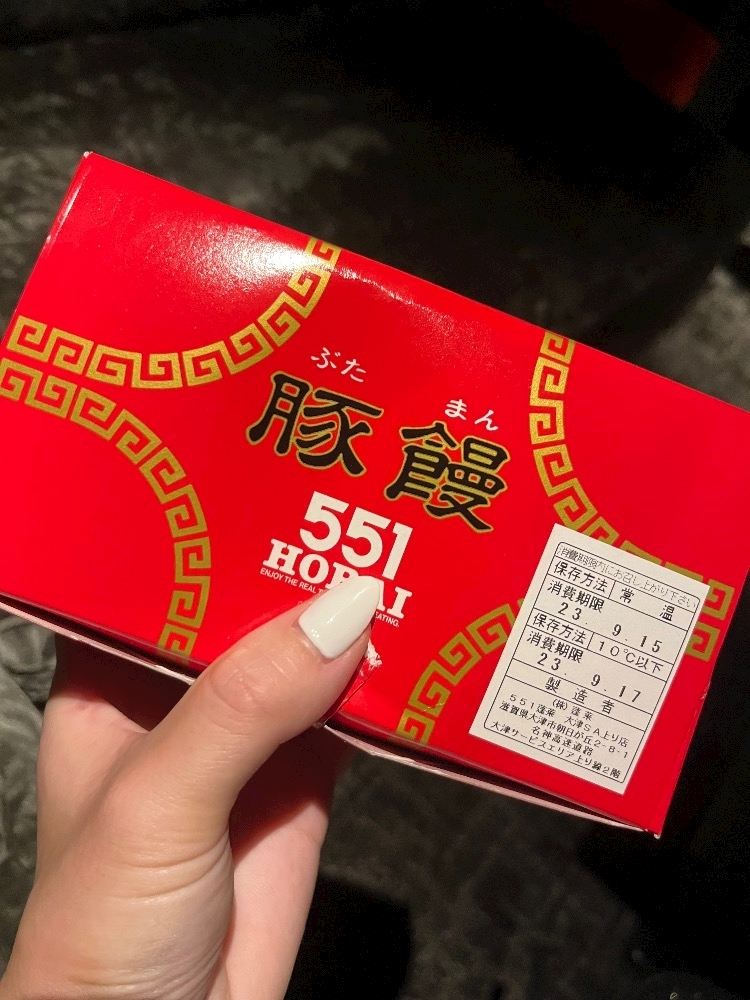 ぶた まん
豚饅
551
HORAI
ENJOY THE REAL
EATING.
消費期限内にお召し上がり下さい
保存方法 常温
消費期限
23. 9.15
保存方法 10℃以下
消費期限
23. 9.17
製造者
(株)蓬莱
551蓬莱 大津SA上り店
滋賀県大津市朝日が丘2-8-1
名神高速道路
大津サービスエリア上り線2階